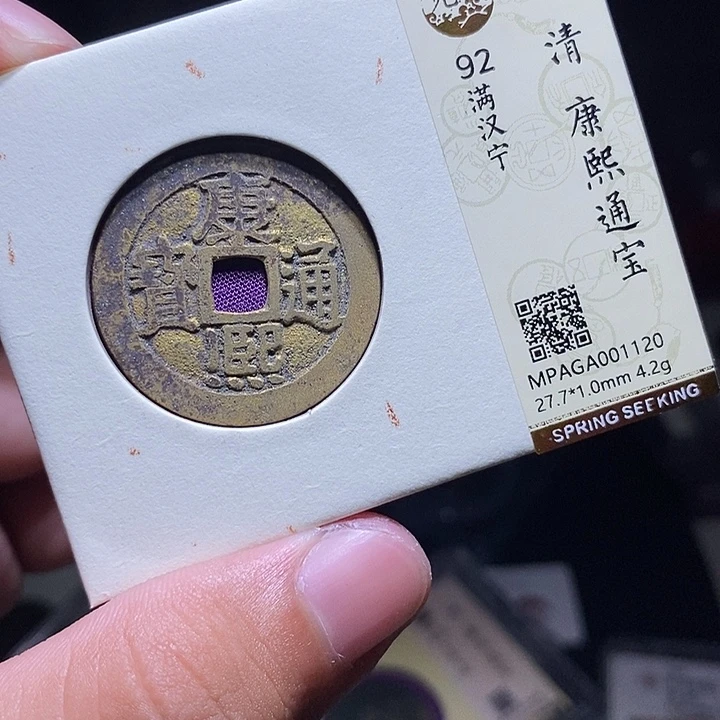 清 康熙通宝
92
满汉宁
MPAGA001120
27.7*1.0mm 4.2g
SPRING SEEKING
康熙通寳